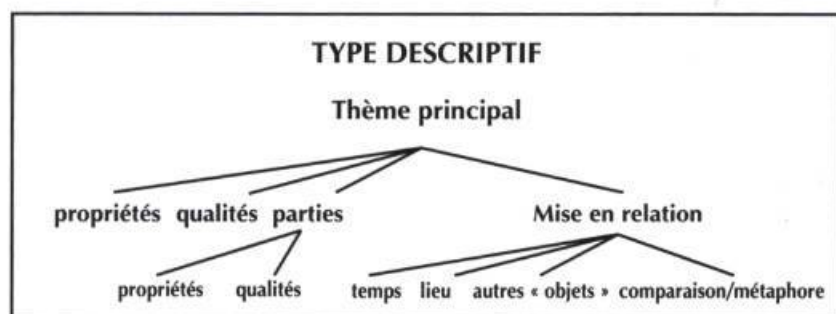 TYPE DESCRIPTIF
Thème principal
propriétés qualités parties Mise en relation
propriétés qualités temps lieu autres « objets » comparaison/métaphore